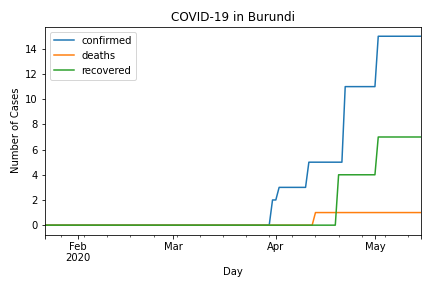 COVID-19 in Burundi
confirmed
deaths
recovered
Number of Cases
14
12
10
8
6
4
2
0
Feb
2020
Mar
Apr
May
Day